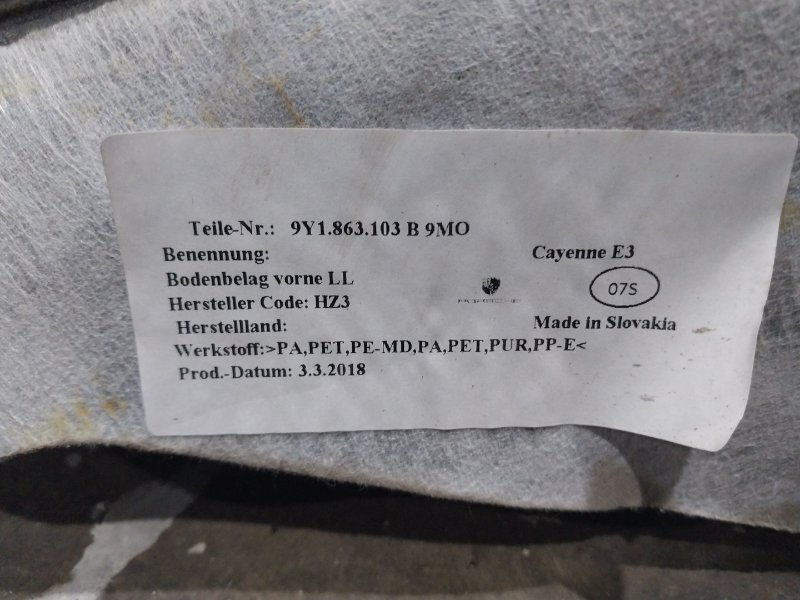 Teile-Nr.: 9Y1.863.103 B 9MO
Benennung:
Cayenne E3
Bodenbelag vorne LL
Hersteller Code: HZ3
07S
Herstellland:
Made in Slovakia
Werkstoff:>PA,PET,PE-MD,PA,PET,PUR,PP-E<
Prod.-Datum: 3.3.2018